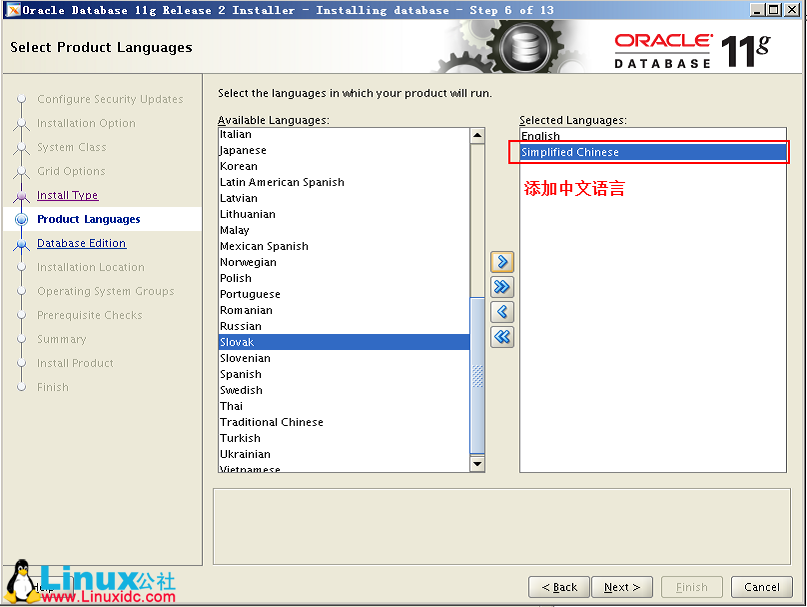 Oracle Database 11g Release 2 Installer - Installing database - Step 6 of 13
Select Product Languages
ORACLE
DATABASE
11g
Configure Security Updates
Installation Option
System Class
Grid Options
Install Type
Product Languages
Database Edition
Installation Location
Operating System Groups
Prerequisite Checks
Summary
Install Product
Finish
Select the languages in which your product will run.
Available Languages:
Italian
Japanese
Korean
Latin American Spanish
Latvian
Lithuanian
Malay
Mexican Spanish
Norwegian
Polish
Portuguese
Romanian
Russian
Slovak
Slovenian
Spanish
Swedish
Thai
Traditional Chinese
Turkish
Ukrainian
Vietnamese
Selected Languages:
English
Simplified Chinese
添加中文语言
Help
Linux公社
www.Linuxidc.com
< Back
Next >
Finish
Cancel